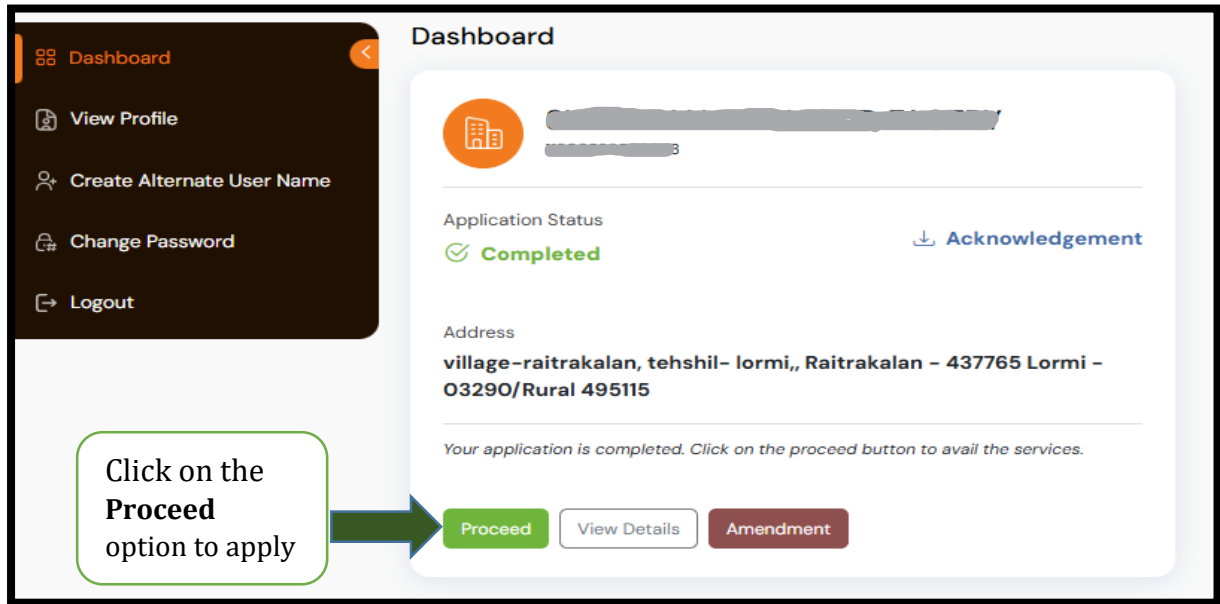 Dashboard
View Profile
Create Alternate User Name
Change Password
Logout
Dashboard
Application Status
Completed
Acknowledgement
Address
village-raitrakalan, tehshil- lormi,, Raitrakalan - 437765 Lormi -
03290/Rural 495115
Your application is completed. Click on the proceed button to avail the services.
Click on the
Proceed
option to apply
Proceed
View Details
Amendment